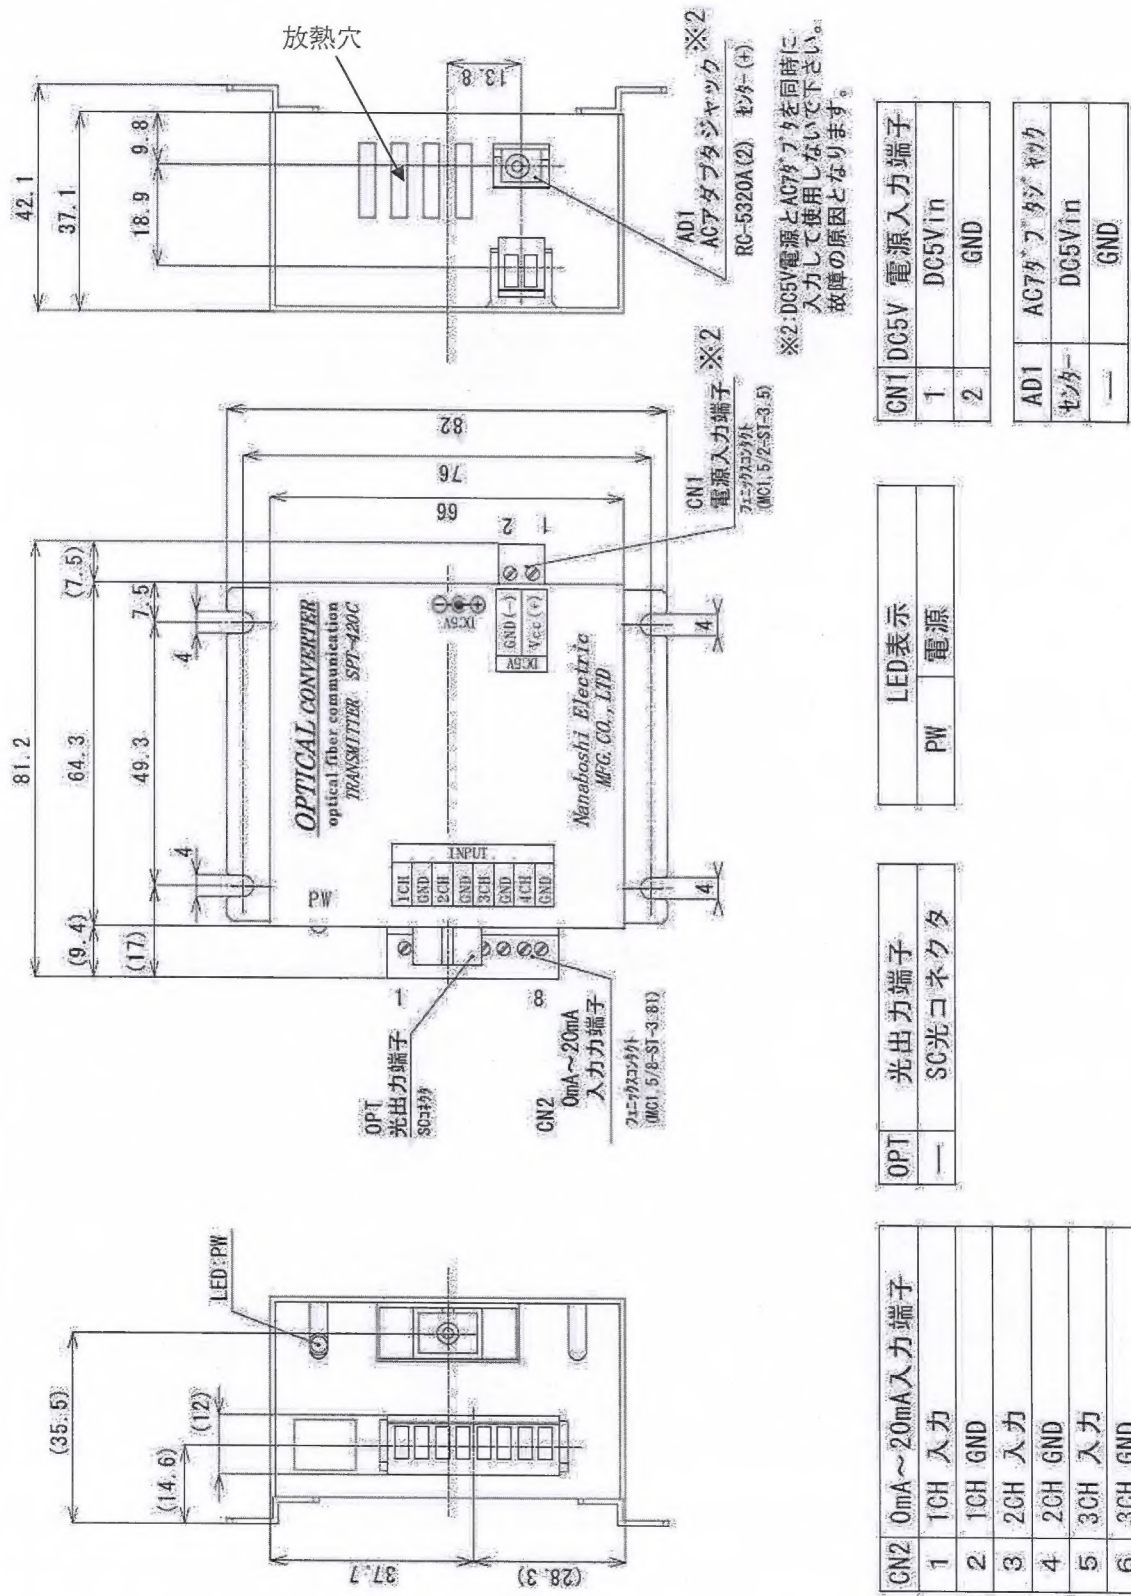 放熱穴
42.1
37.1
18.9
9.8
13.8
AD1
ACアダプタジャック ※2
RC-5320A(2) センター(+)
※2:DC5V電源とACアダプタを同時に
入力して使用しないで下さい。
故障の原因となります。
81.2
(9.4)
64.3
(7.5)
(17)
49.3
7.5
4
4
4
4
66
76
82
OPTICAL CONVERTER
optical fiber communication
TRANSMITTER SPT-420C
PW
INPUT
1CH
GND
2CH
GND
3CH
GND
4CH
GND
DC5V
GND(-)
Vcc(+)
DC5V
Nanaboshi Electric
MFG. CO., LTD
2
1
CN1
電源入力端子 ※2
フェニックスコンタクト
(MC1,5/2-ST-3.5)
1
8
OPT
光出力端子
SCコネクタ
CN2
0mA~20mA
入力力端子
フェニックスコンタクト
(MC1,5/8-ST-3.81)
(35.5)
(14.6)
(12)
LED:PW
37.7
(28.3)
CN2 0mA~20mA入力端子
1 1CH 入力
2 1CH GND
3 2CH 入力
4 2CH GND
5 3CH 入力
6 3CH GND
OPT 光出力端子
— SC光コネクタ
LED表示
PW 電源
CN1 DC5V 電源入力端子
1 DC5Vin
2 GND
AD1 ACアダプタジャック
センター DC5Vin
— GND